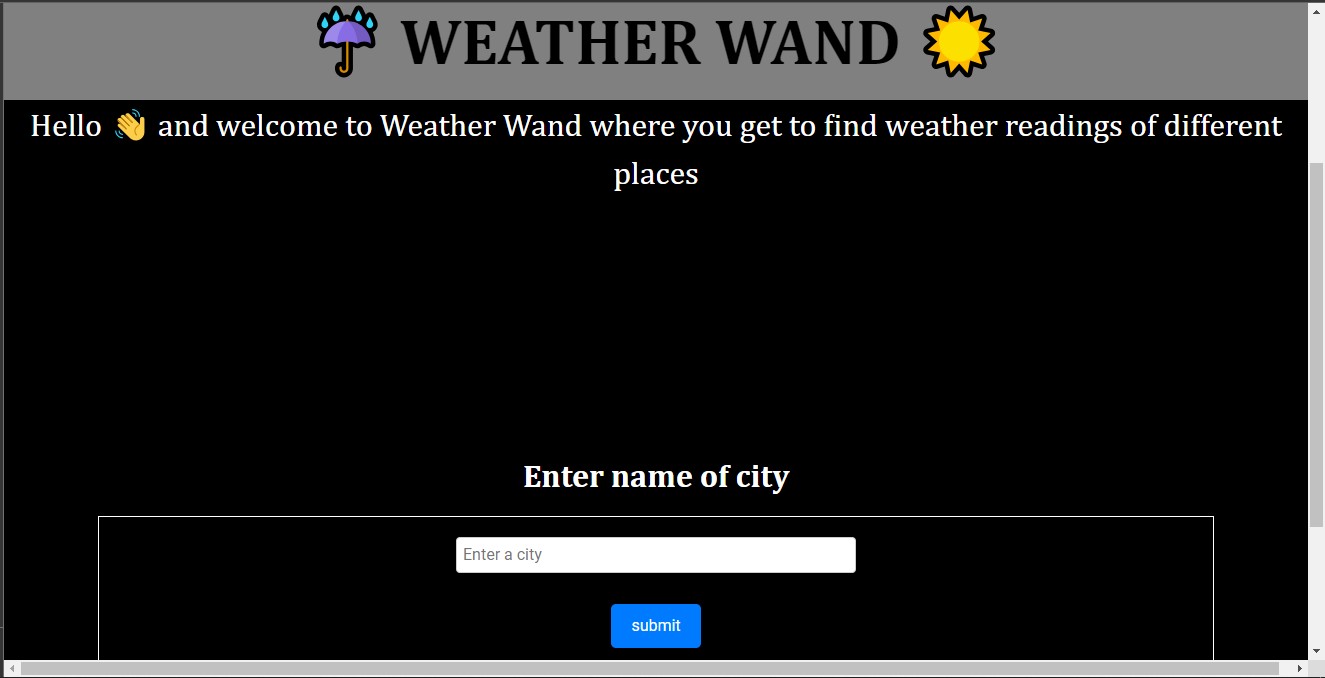 ☔ WEATHER WAND ☀
Hello 👋 and welcome to Weather Wand where you get to find weather readings of different
places
Enter name of city
Enter a city
submit